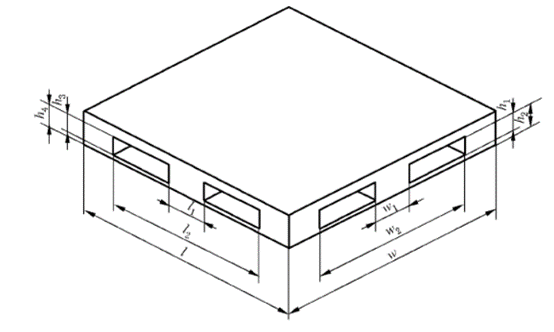 h₄
h₃
h₁
h₂
l₁
l₂
l
w₁
w₂
w